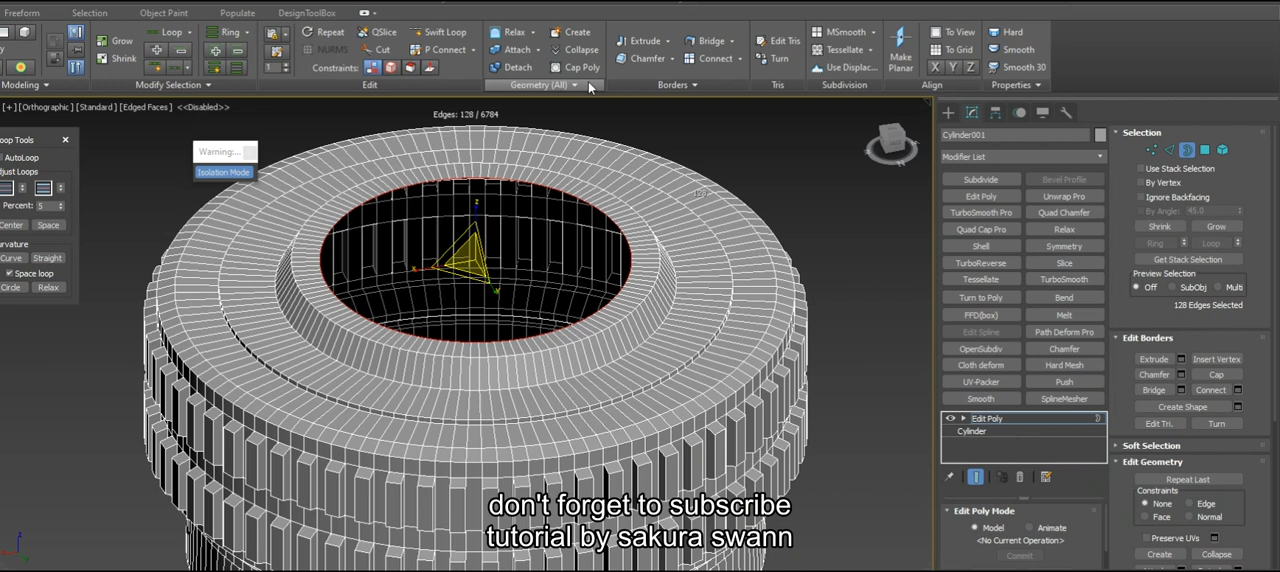 Freeform Selection Object Paint Populate DesignToolBox
Grow Loop Ring Repeat QSlice Swift Loop Relax Create Extrude Bridge Edit Tris MSmooth To View Hard
Shrink NURMS Cut P Connect Attach Collapse Chamfer Connect Turn Tessellate Make Planar To Grid Smooth
1 Constraints: Detach Cap Poly Use Displac... X Y Z Smooth 30
Modeling Modify Selection Edit Geometry (All) Borders Tris Subdivision Align Properties
[+] [Orthographic] [Standard] [Edged Faces] <<Disabled>>
Edges: 128 / 6784
oop Tools
AutoLoop
djust Loops
Percent: 5
Center Space
urvature
Curve Straight
Space loop
Circle Relax
Warning:...
Isolation Mode
z
x
y
don't forget to subscribe
tutorial by sakura swann
Cylinder001
Modifier List
Subdivide Bevel Profile
Edit Poly Unwrap Pro
TurboSmooth Pro Quad Chamfer
Quad Cap Pro Relax
Shell Symmetry
TurboReverse Slice
Tessellate TurboSmooth
Turn to Poly Bend
FFD(box) Melt
Edit Spline Path Deform Pro
OpenSubdiv Chamfer
Cloth deform Hard Mesh
UV-Packer Push
Smooth SplineMesher
Edit Poly
Cylinder
Edit Poly Mode
Model Animate
<No Current Operation>
Commit
Selection
Use Stack Selection
By Vertex
Ignore Backfacing
By Angle: 45.0
Shrink Grow
Ring Loop
Get Stack Selection
Preview Selection
Off SubObj Multi
128 Edges Selected
Edit Borders
Extrude Insert Vertex
Chamfer Cap
Bridge Connect
Create Shape
Edit Tri. Turn
Soft Selection
Edit Geometry
Repeat Last
Constraints
None Edge
Face Normal
Preserve UVs
Create Collapse